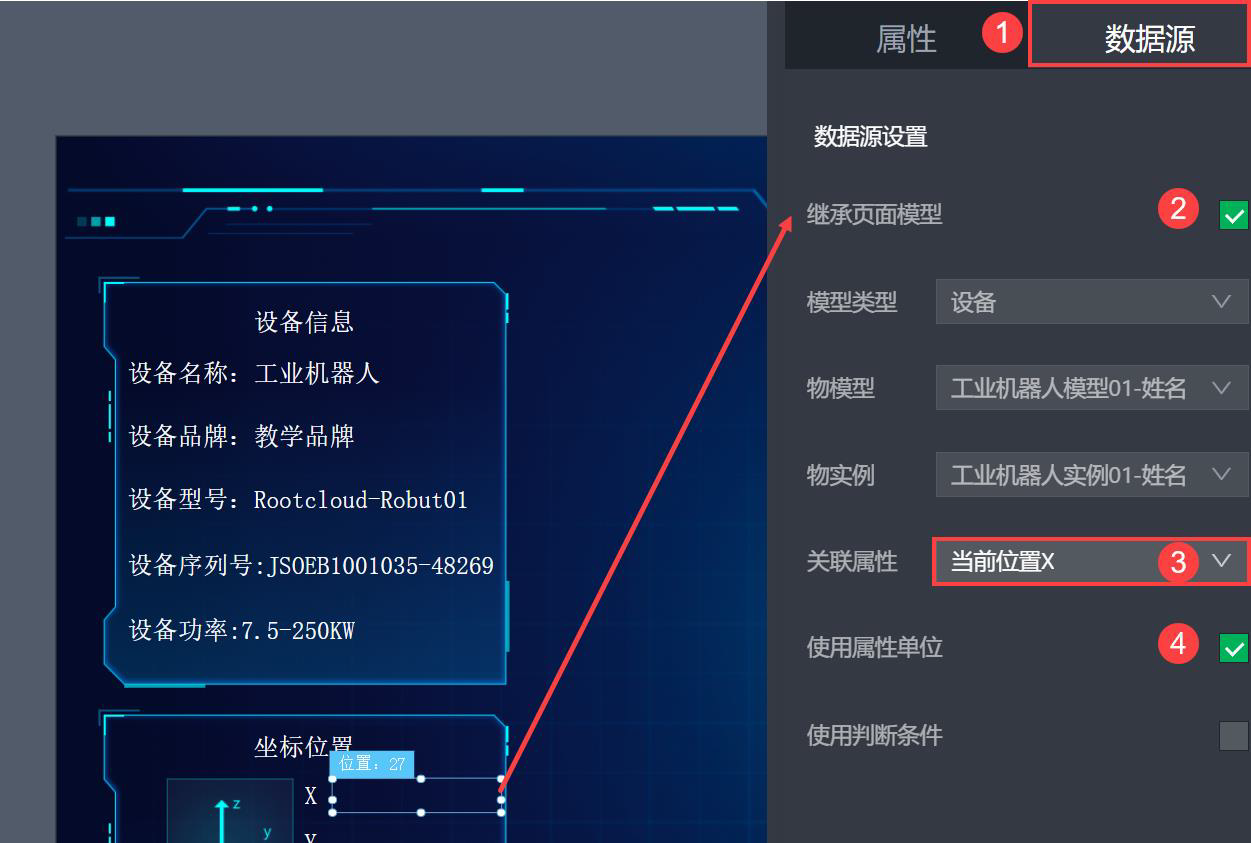 属性
1
数据源
数据源设置
继承页面模型
2
模型类型
设备
物模型
工业机器人模型01-姓名
物实例
工业机器人实例01-姓名
关联属性
当前位置X
3
使用属性单位
4
使用判断条件
设备信息
设备名称：工业机器人
设备品牌：教学品牌
设备型号：Rootcloud-Robut01
设备序列号:JSOEB1001035-48269
设备功率:7.5-250KW
坐标位置
位置：27
X
z
y
Y